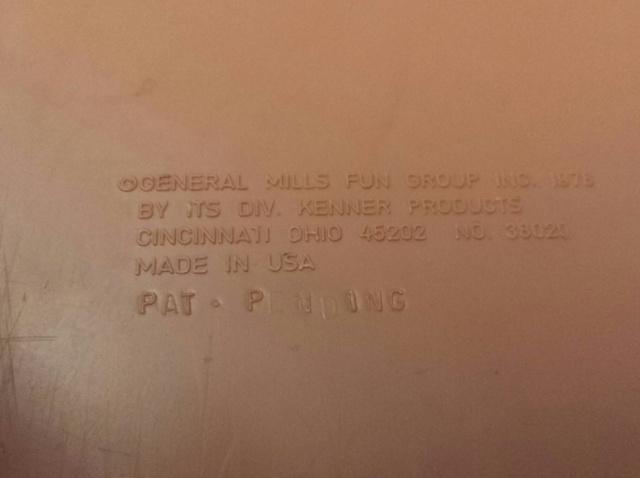 ©GENERAL MILLS FUN GROUP INC. 1978
BY ITS DIV. KENNER PRODUCTS
CINCINNATI OHIO 45202 NO. 38020
MADE IN USA
PAT. PENDING